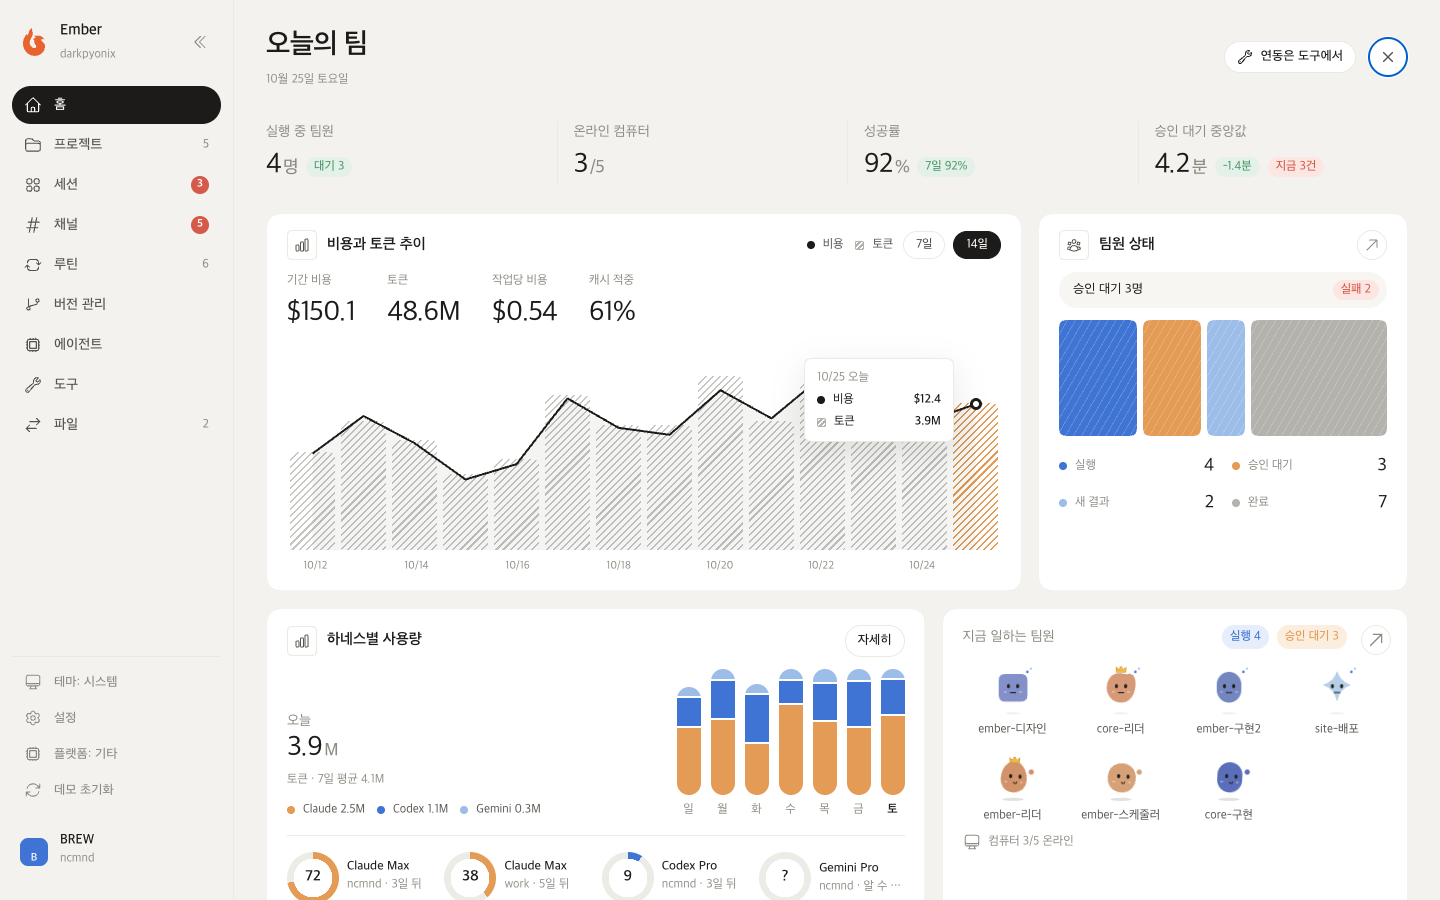 Ember
darkpyonix
홈
프로젝트 5
세션 3
채널 5
루틴 6
버전 관리
에이전트
도구
파일 2
테마: 시스템
설정
플랫폼: 기타
데모 초기화
B
BREW
ncmnd
오늘의 팀
10월 25일 토요일
연동은 도구에서
실행 중 팀원
4명 대기 3
온라인 컴퓨터
3/5
성공률
92% 7일 92%
승인 대기 중앙값
4.2분 -1.4분 지금 3건
비용과 토큰 추이
비용 토큰 7일 14일
기간 비용 토큰 작업당 비용 캐시 적중
$150.1 48.6M $0.54 61%
10/25 오늘
비용 $12.4
토큰 3.9M
10/12 10/14 10/16 10/18 10/20 10/22 10/24
팀원 상태
승인 대기 3명 실패 2
실행 4 승인 대기 3
새 결과 2 완료 7
하네스별 사용량
자세히
오늘
3.9M
토큰 · 7일 평균 4.1M
Claude 2.5M Codex 1.1M Gemini 0.3M
일 월 화 수 목 금 토
72 Claude Max
ncmnd · 3일 뒤
38 Claude Max
work · 5일 뒤
9 Codex Pro
ncmnd · 3일 뒤
? Gemini Pro
ncmnd · 알 수 ···
지금 일하는 팀원
실행 4 승인 대기 3
ember-디자인 core-리더 ember-구현2 site-배포
ember-리더 ember-스케줄러 core-구현
컴퓨터 3/5 온라인